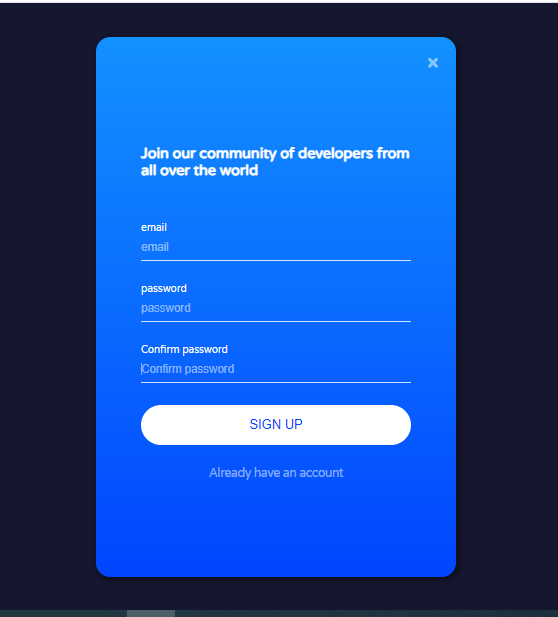 Join our community of developers from
all over the world
email
email
password
password
Confirm password
Confirm password
SIGN UP
Already have an account